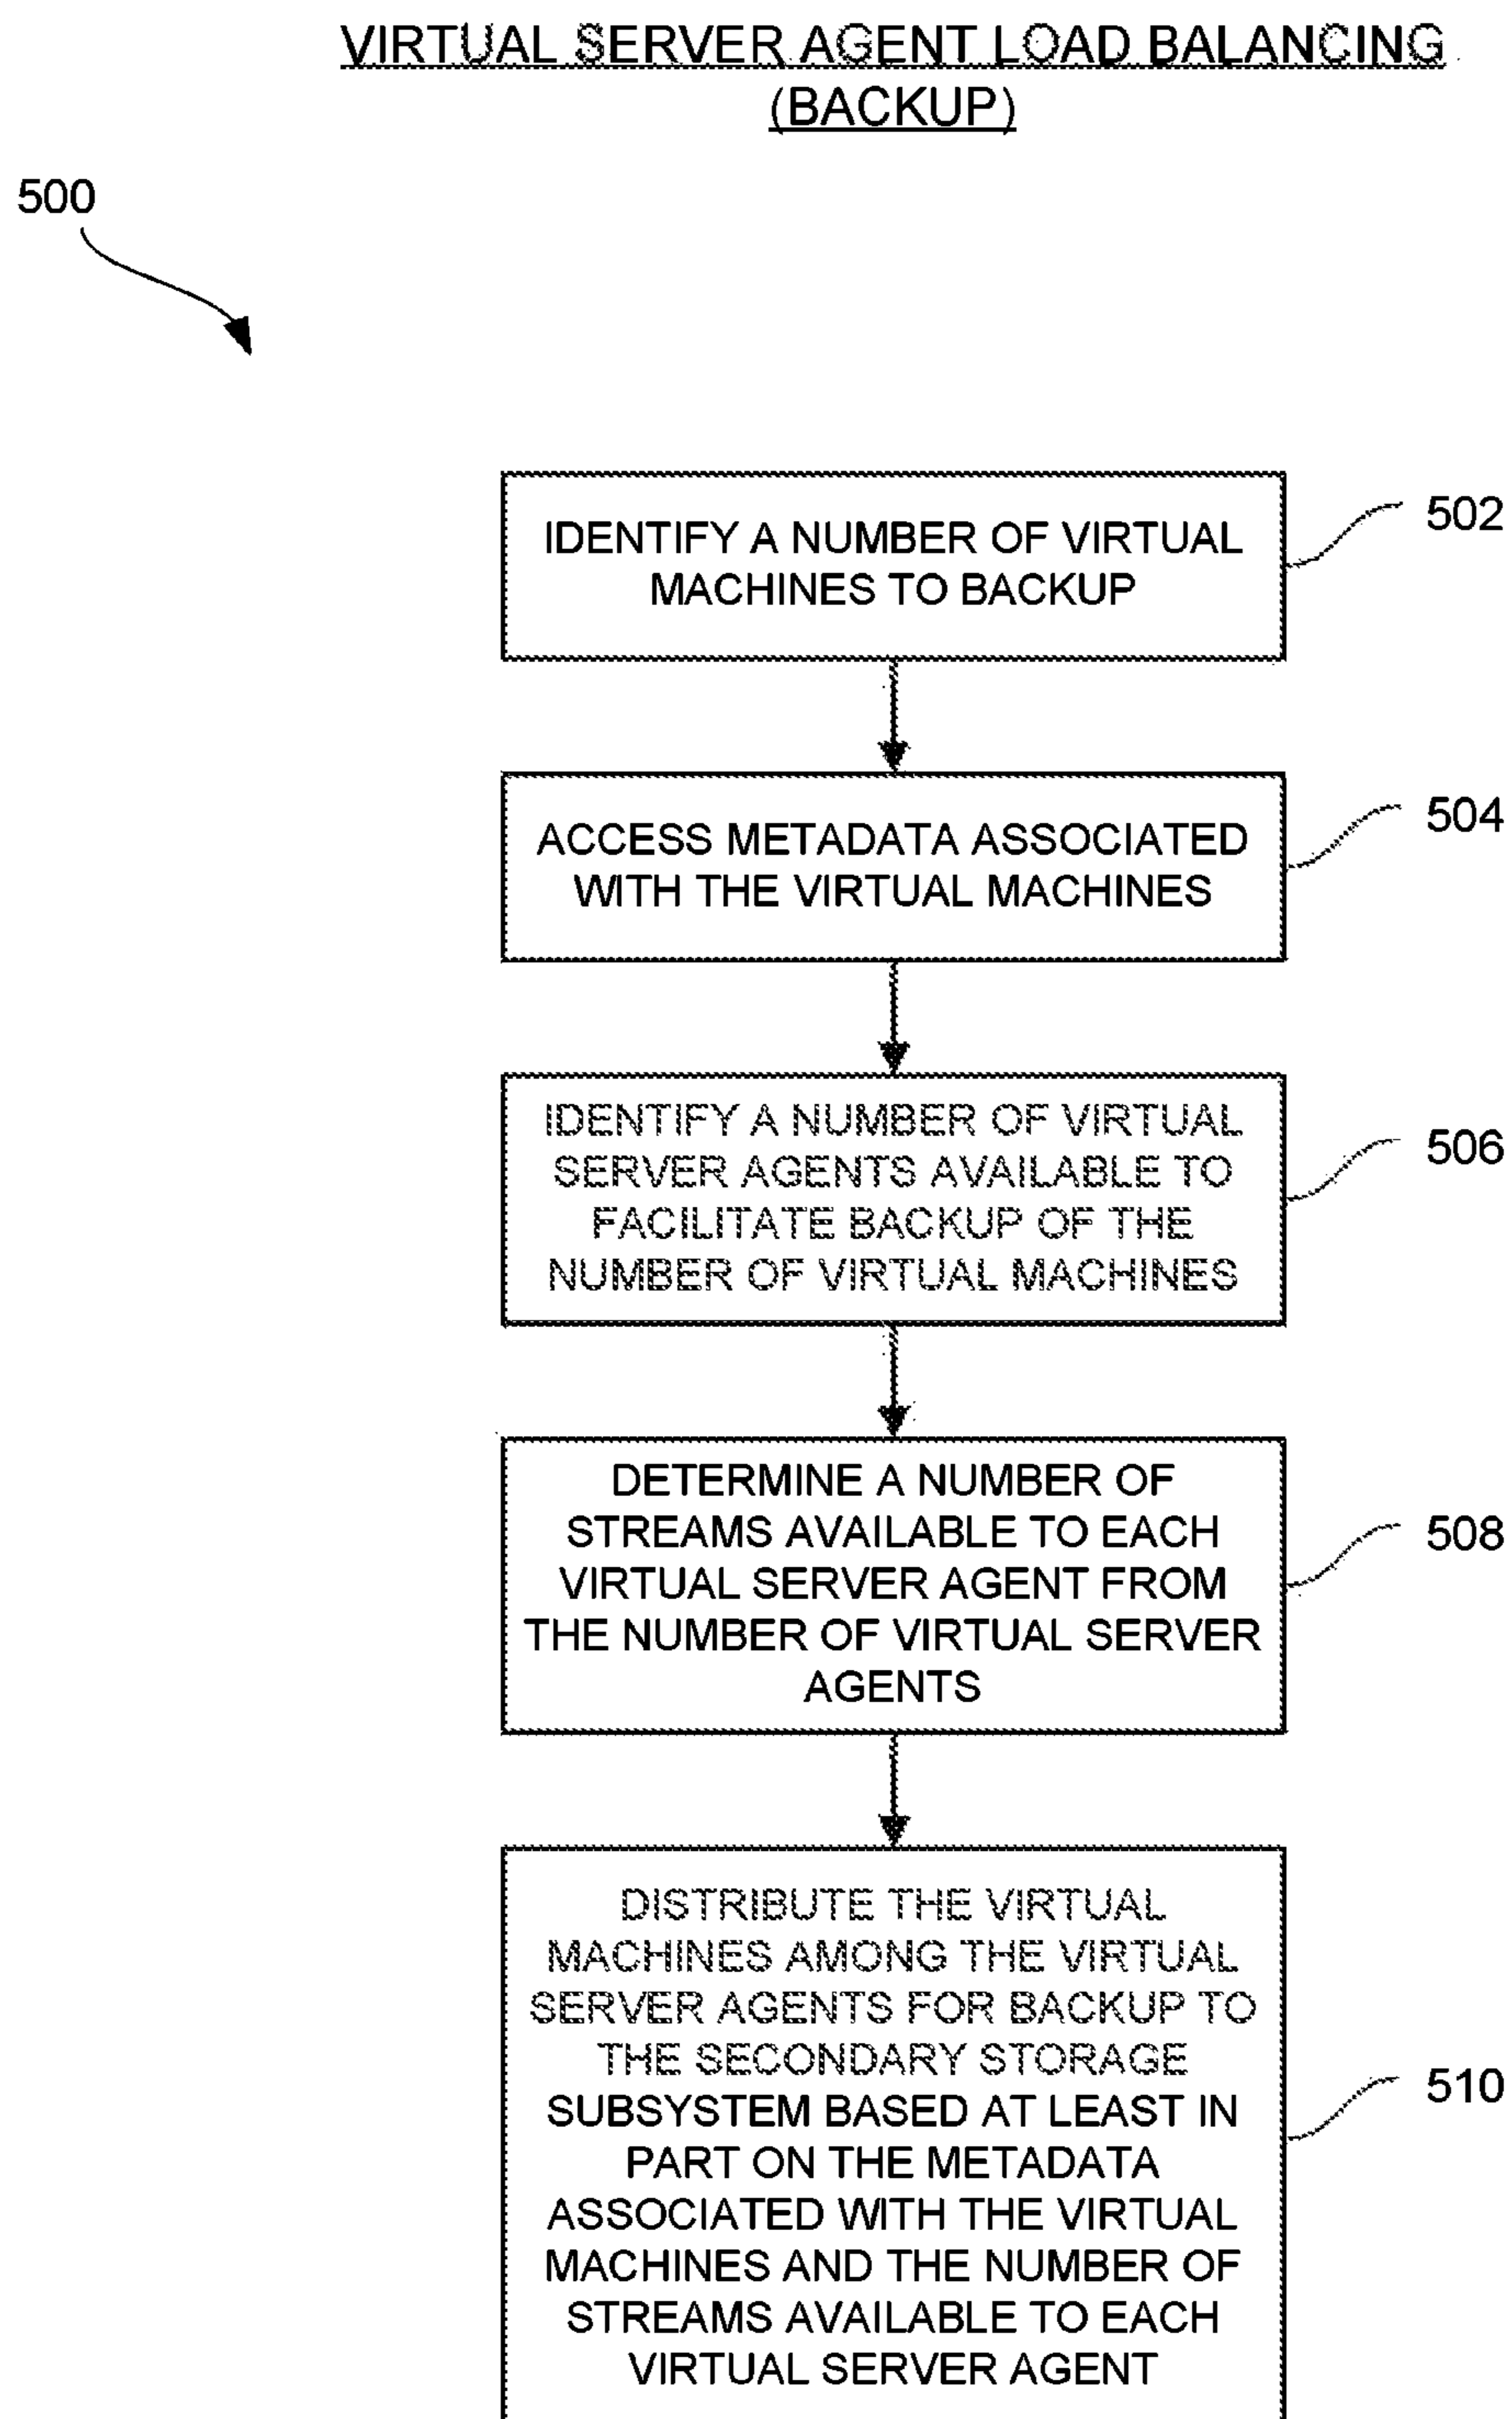 VIRTUAL SERVER AGENT LOAD BALANCING
(BACKUP)
500
IDENTIFY A NUMBER OF VIRTUAL
MACHINES TO BACKUP
502
ACCESS METADATA ASSOCIATED
WITH THE VIRTUAL MACHINES
504
IDENTIFY A NUMBER OF VIRTUAL
SERVER AGENTS AVAILABLE TO
FACILITATE BACKUP OF THE
NUMBER OF VIRTUAL MACHINES
506
DETERMINE A NUMBER OF
STREAMS AVAILABLE TO EACH
VIRTUAL SERVER AGENT FROM
THE NUMBER OF VIRTUAL SERVER
AGENTS
508
DISTRIBUTE THE VIRTUAL
MACHINES AMONG THE VIRTUAL
SERVER AGENTS FOR BACKUP TO
THE SECONDARY STORAGE
SUBSYSTEM BASED AT LEAST IN
PART ON THE METADATA
ASSOCIATED WITH THE VIRTUAL
MACHINES AND THE NUMBER OF
STREAMS AVAILABLE TO EACH
VIRTUAL SERVER AGENT
510